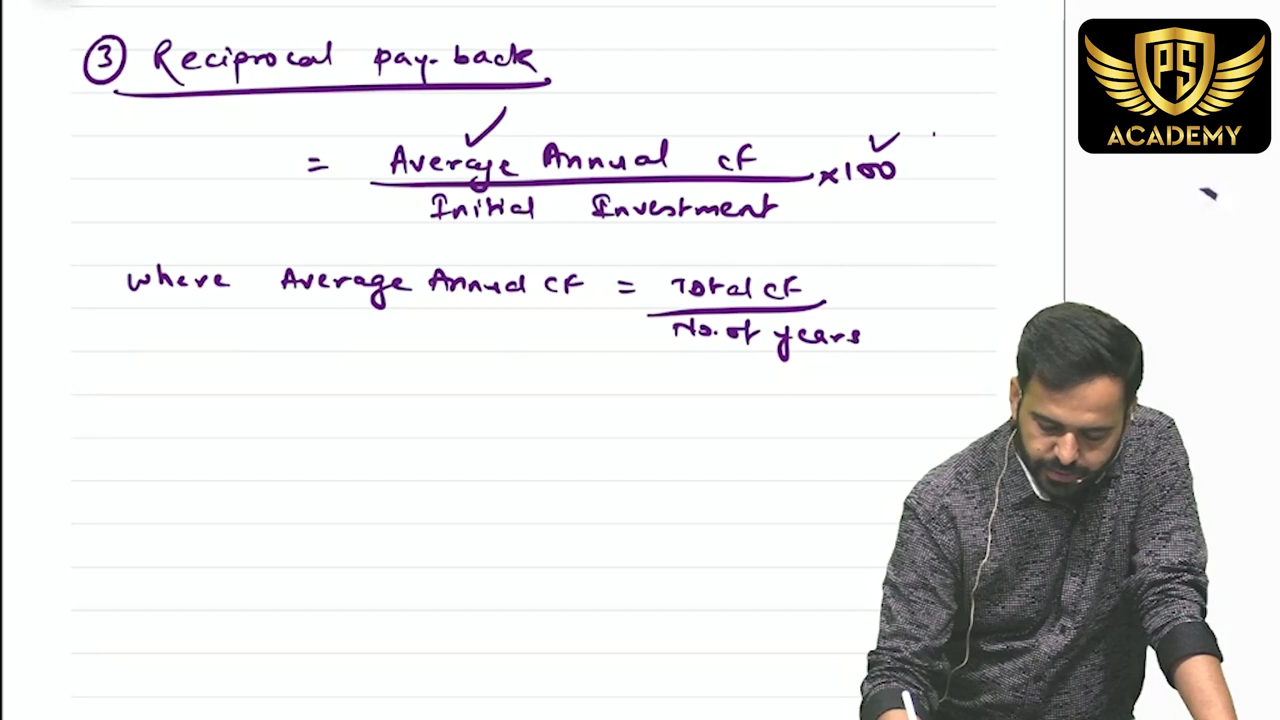 ③ Reciprocal pay-back
= Average Annual CF / Initial Investment × 100
where Average Annual CF = Total CF / No. of years
PS
ACADEMY